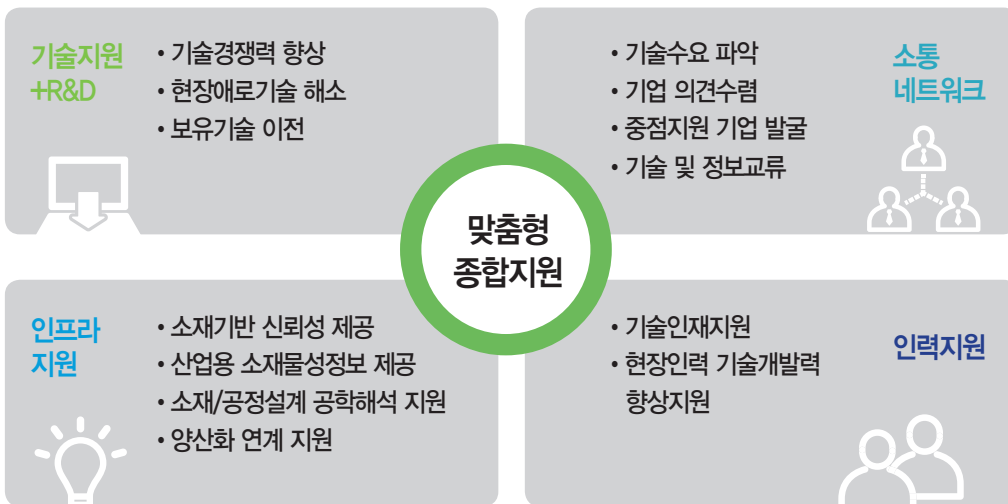 기술지원
+R&D
• 기술경쟁력 향상
• 현장애로기술 해소
• 보유기술 이전
• 기술수요 파악
• 기업 의견수렴
• 중점지원 기업 발굴
• 기술 및 정보교류
소통
네트워크
맞춤형
종합지원
인프라
지원
• 소재기반 신뢰성 제공
• 산업용 소재물성정보 제공
• 소재/공정설계 공학해석 지원
• 양산화 연계 지원
• 기술인재지원
• 현장인력 기술개발력
향상지원
인력지원